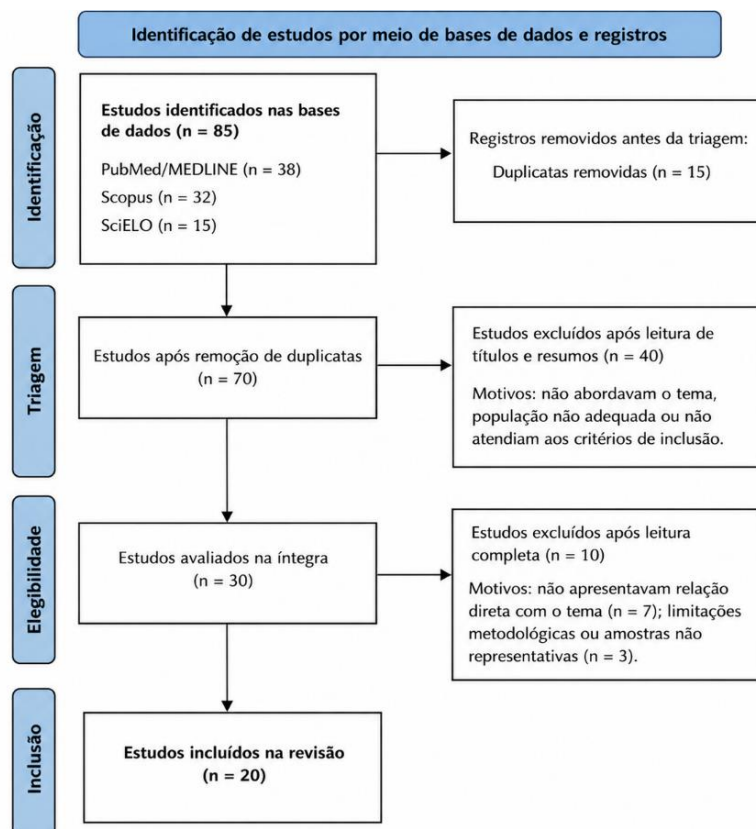 Identificação de estudos por meio de bases de dados e registros
Identificação
Estudos identificados nas bases
de dados (n = 85)
PubMed/MEDLINE (n = 38)
Scopus (n = 32)
SciELO (n = 15)
Registros removidos antes da triagem:
Duplicatas removidas (n = 15)
Triagem
Estudos após remoção de duplicatas
(n = 70)
Estudos excluídos após leitura de
títulos e resumos (n = 40)
Motivos: não abordavam o tema,
população não adequada ou não
atendiam aos critérios de inclusão.
Elegibilidade
Estudos avaliados na íntegra
(n = 30)
Estudos excluídos após leitura
completa (n = 10)
Motivos: não apresentavam relação
direta com o tema (n = 7); limitações
metodológicas ou amostras não
representativas (n = 3).
Inclusão
Estudos incluídos na revisão
(n = 20)